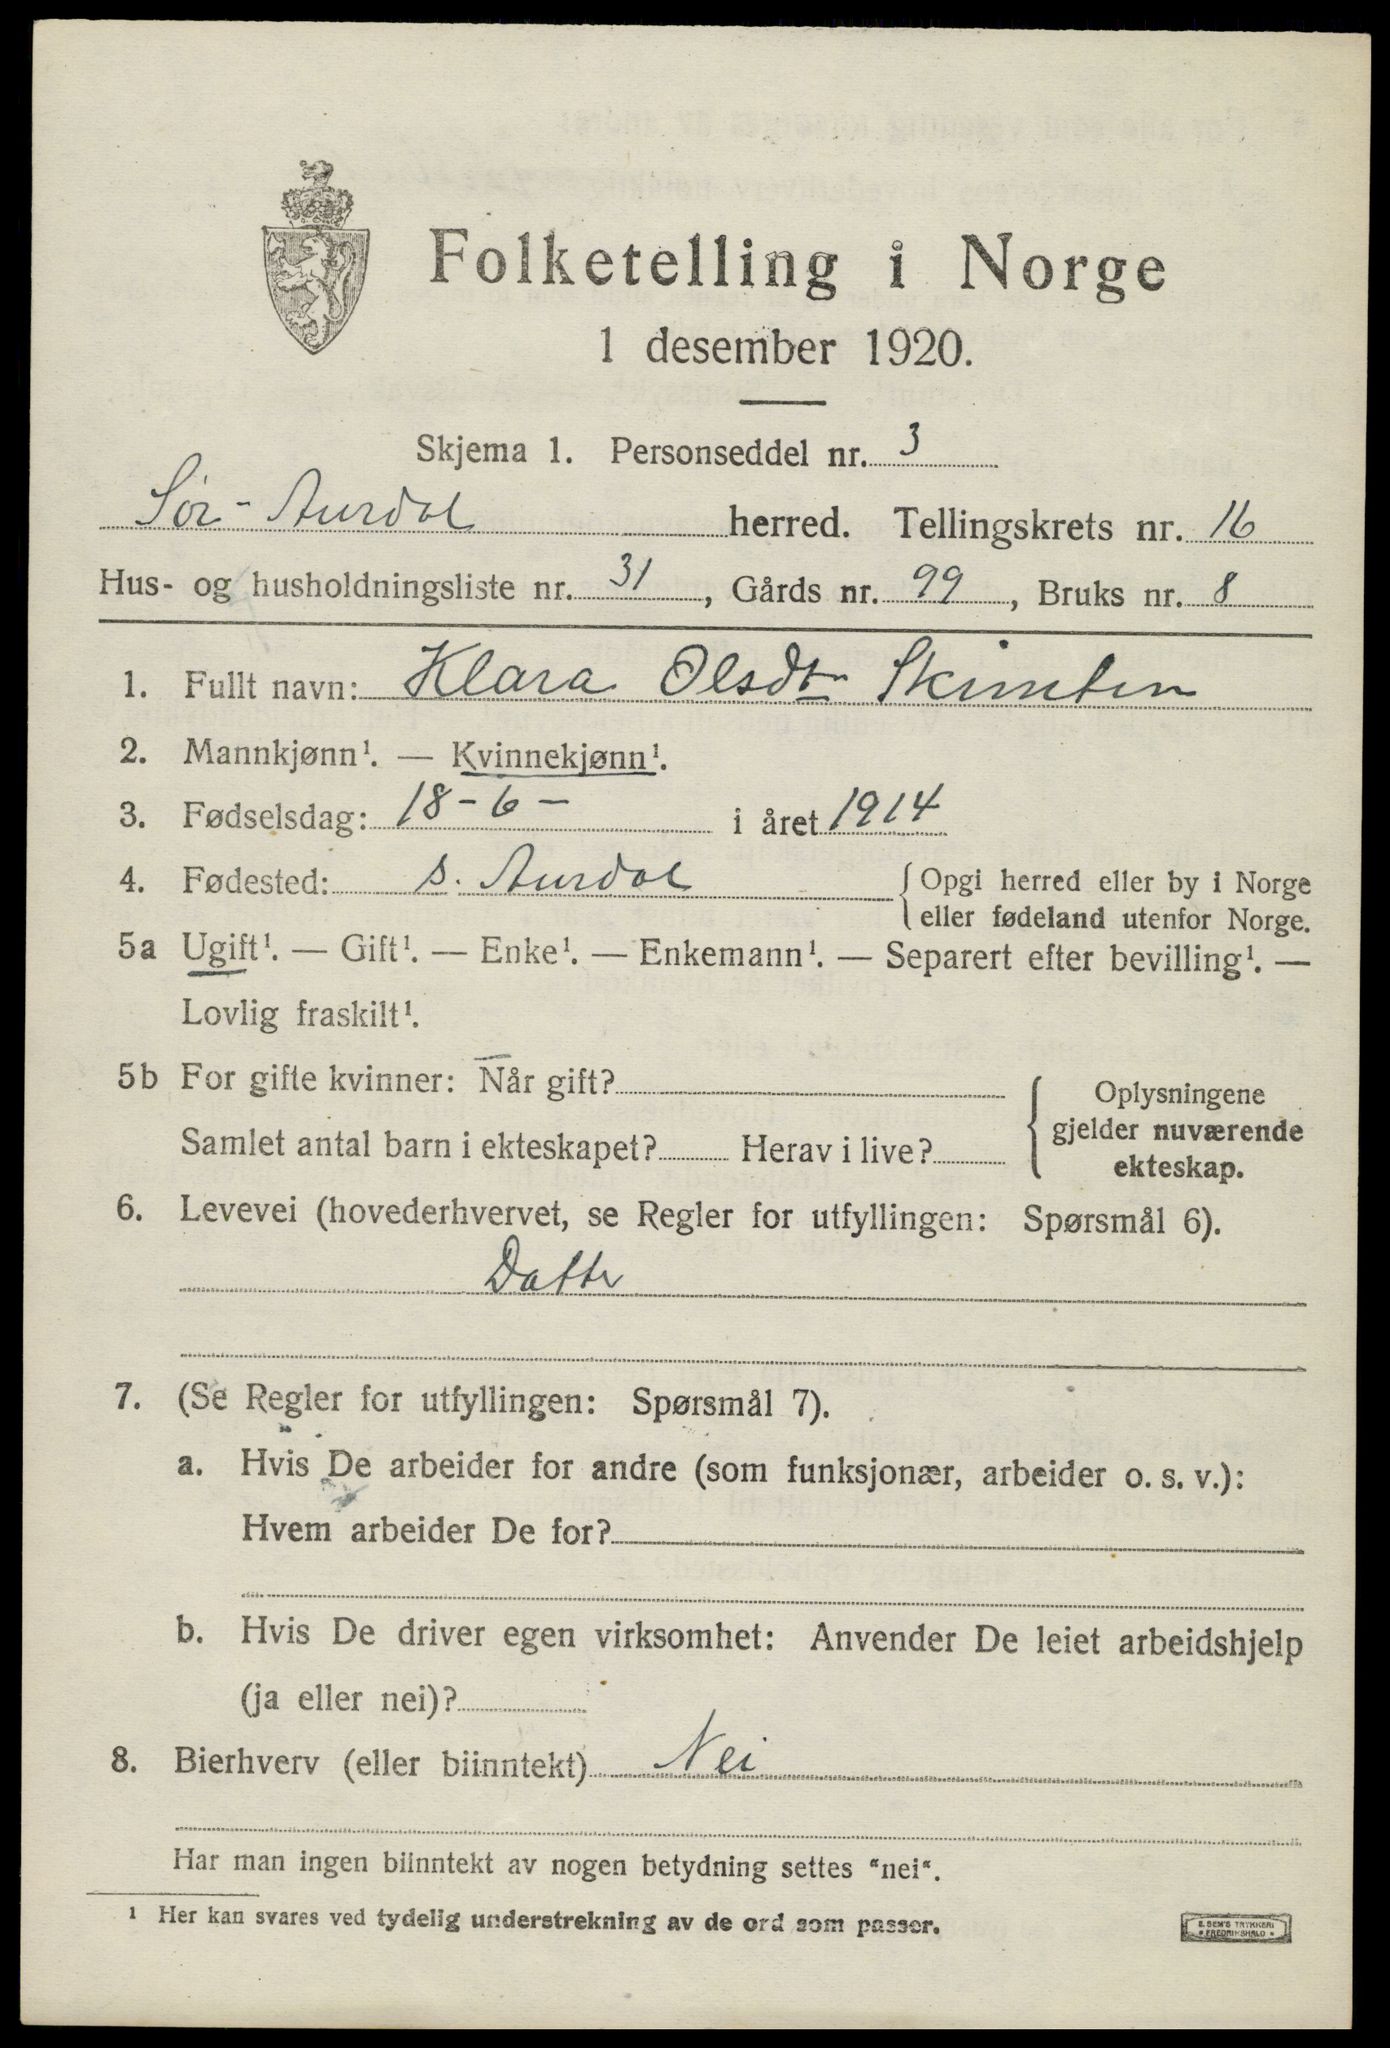 Folketelling i Norge
1 desember 1920.
Skjema 1. Personseddel nr. 3
Sør-Aurdal herred. Tellingskrets nr. 16
Hus- og husholdningsliste nr. 31, Gårds nr. 99, Bruks nr. 8
1. Fullt navn: Klara Olsdtr
2. Mannkjønn¹. — Kvinnekjønn¹.
3. Fødselsdag: 18-6- i året 1914
4. Fødested: S. Aurdal
Opgi herred eller by i Norge
eller fødeland utenfor Norge.
5a Ugift¹. — Gift¹. — Enke¹. — Enkemann¹. — Separert efter bevilling¹. —
Lovlig fraskilt¹.
5b For gifte kvinner: Når gift?
Samlet antal barn i ekteskapet? Herav i live?
Oplysningene
gjelder nuværende
ekteskap.
6. Levevei (hovederhvervet, se Regler for utfyllingen: Spørsmål 6).
Datter
7. (Se Regler for utfyllingen: Spørsmål 7).
a. Hvis De arbeider for andre (som funksjonær, arbeider o. s. v.):
Hvem arbeider De for?
b. Hvis De driver egen virksomhet: Anvender De leiet arbeidshjelp
(ja eller nei)?
8. Bierhverv (eller biinntekt) Nei
Har man ingen biinntekt av nogen betydning settes "nei".
¹ Her kan svares ved tydelig understrekning av de ord som passer.
E. SEM'S TRYKKERI
* FREDRIKSHALD *